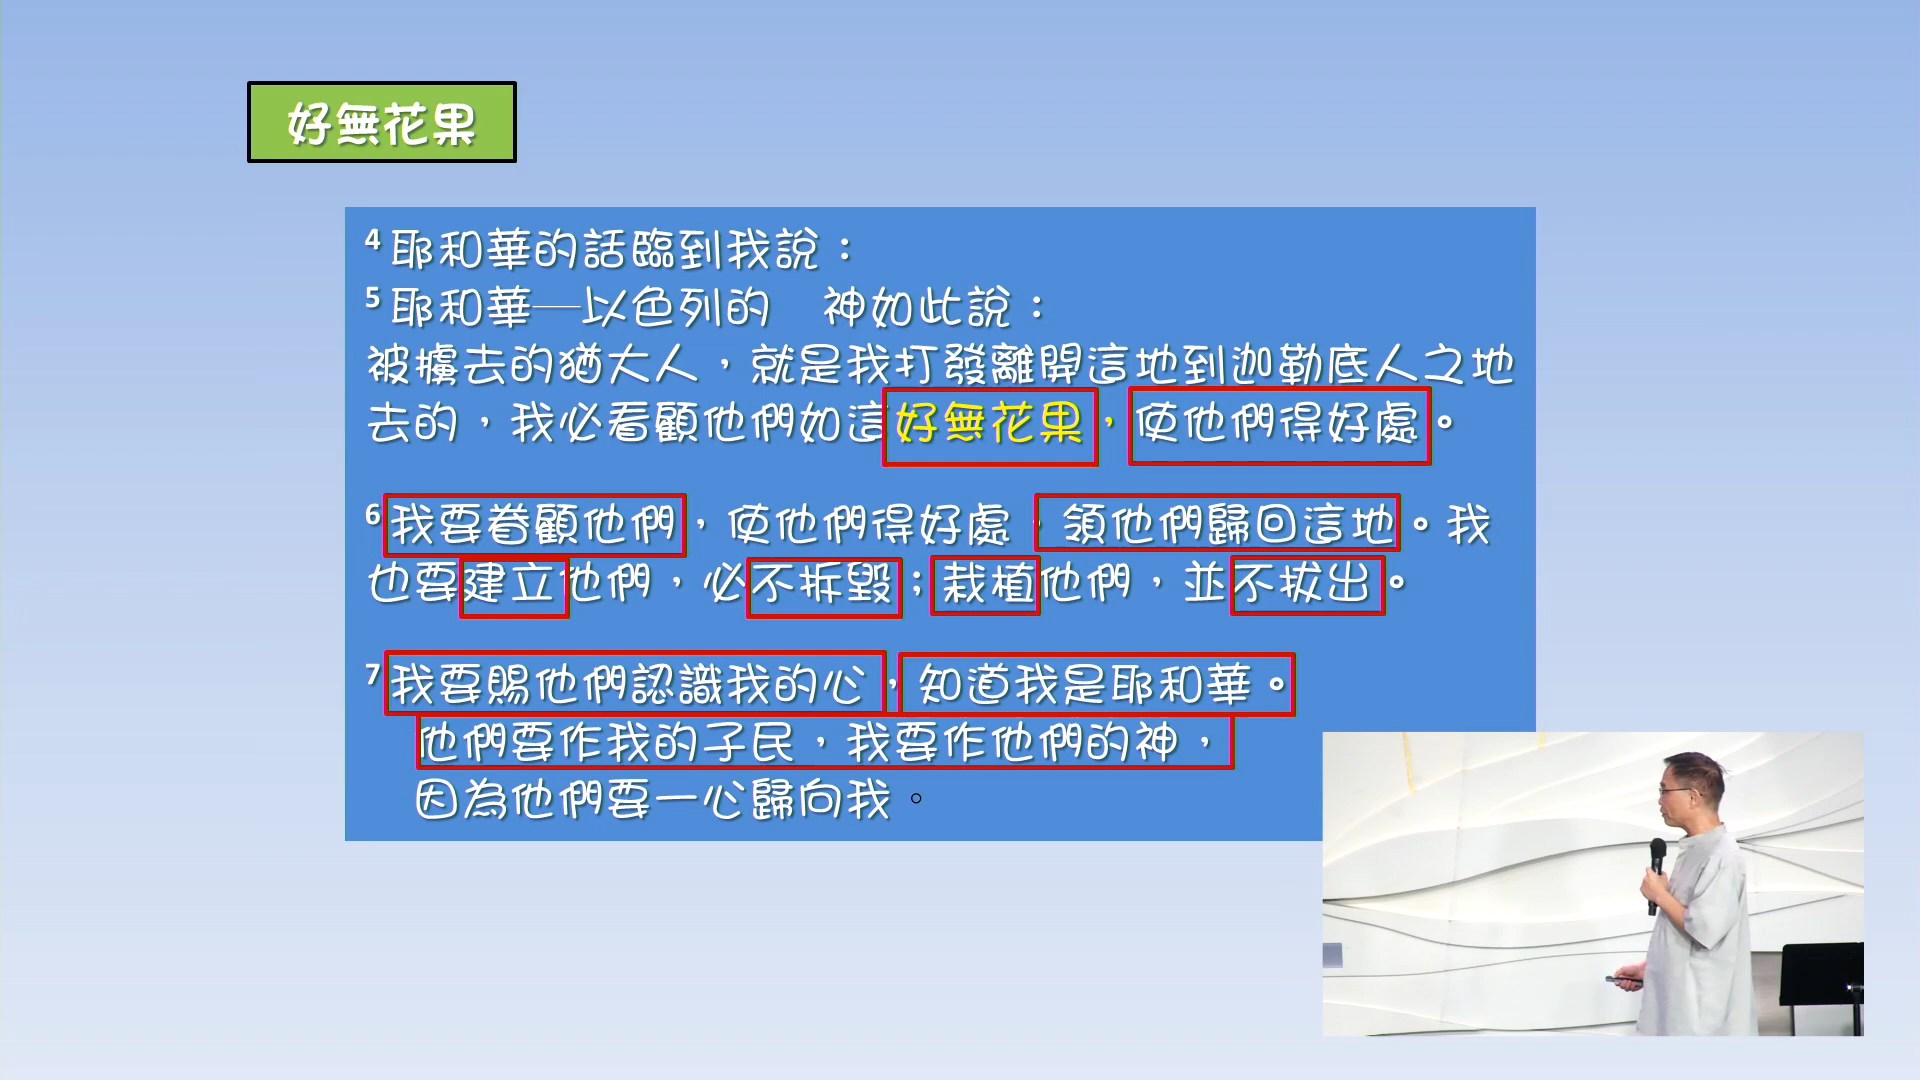 好無花果
4 耶和華的話臨到我說：
5 耶和華─以色列的　神如此說：
被擄去的猶大人，就是我打發離開這地到迦勒底人之地
去的，我必看顧他們如這好無花果，使他們得好處。
6 我要眷顧他們，使他們得好處，領他們歸回這地。我
也要建立他們，必不拆毀；栽植他們，並不拔出。
7 我要賜他們認識我的心，知道我是耶和華。
他們要作我的子民，我要作他們的神，
因為他們要一心歸向我。